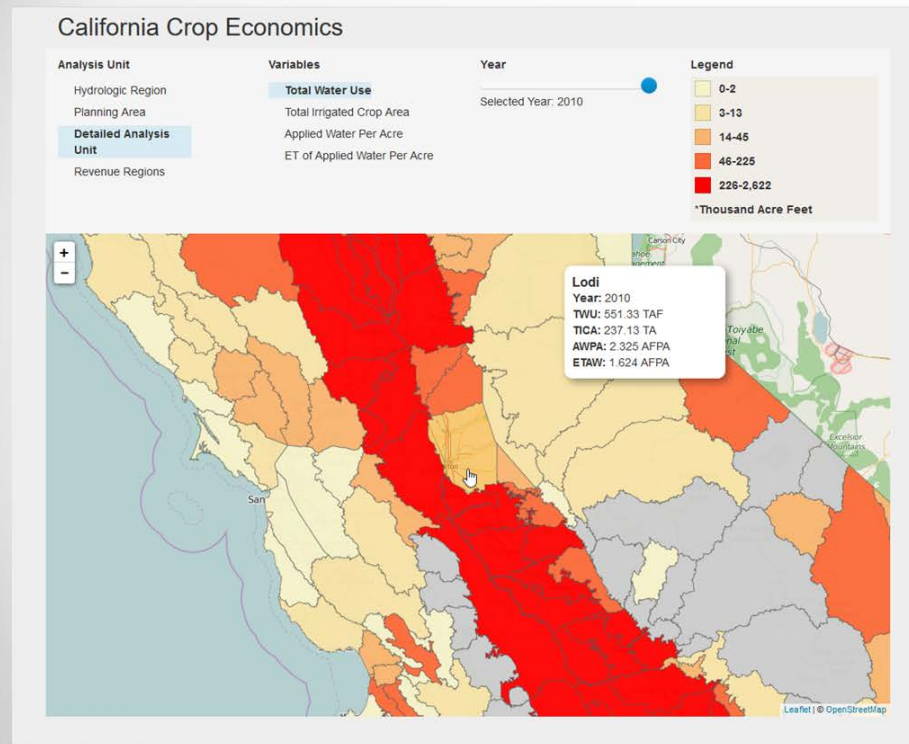 California Crop Economics
Analysis Unit
Hydrologic Region
Planning Area
Detailed Analysis
Unit
Revenue Regions
Variables
Total Water Use
Total Irrigated Crop Area
Applied Water Per Acre
ET of Applied Water Per Acre
Year
Selected Year: 2010
Legend
0-2
3-13
14-45
46-225
226-2,622
*Thousand Acre Feet
+
−
Carson City
Lodi
Year: 2010
TWU: 551.33 TAF
TICA: 237.13 TA
AWPA: 2.325 AFPA
ETAW: 1.624 AFPA
Toiyabe
Excelsior
Mountains
San
Leaflet | © OpenStreetMap